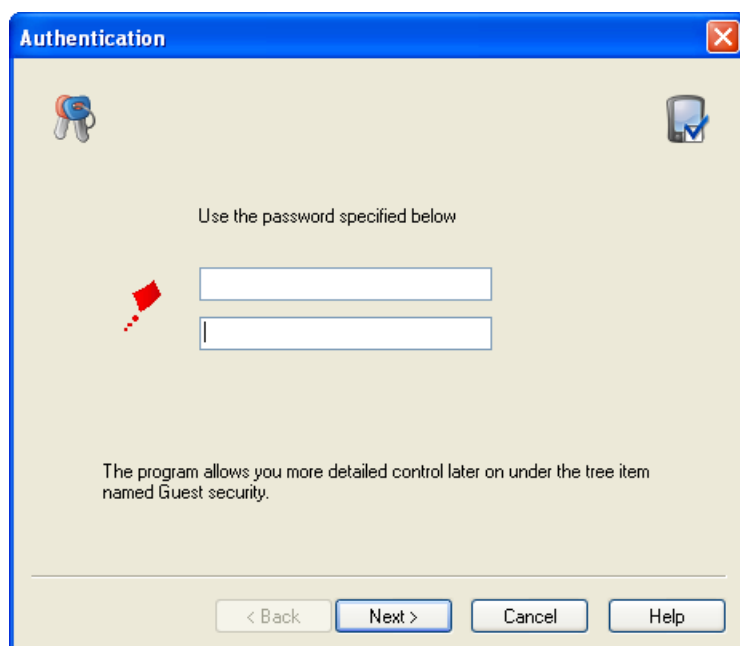 Authentication
Use the password specified below
The program allows you more detailed control later on under the tree item
named Guest security.
< Back
Next >
Cancel
Help